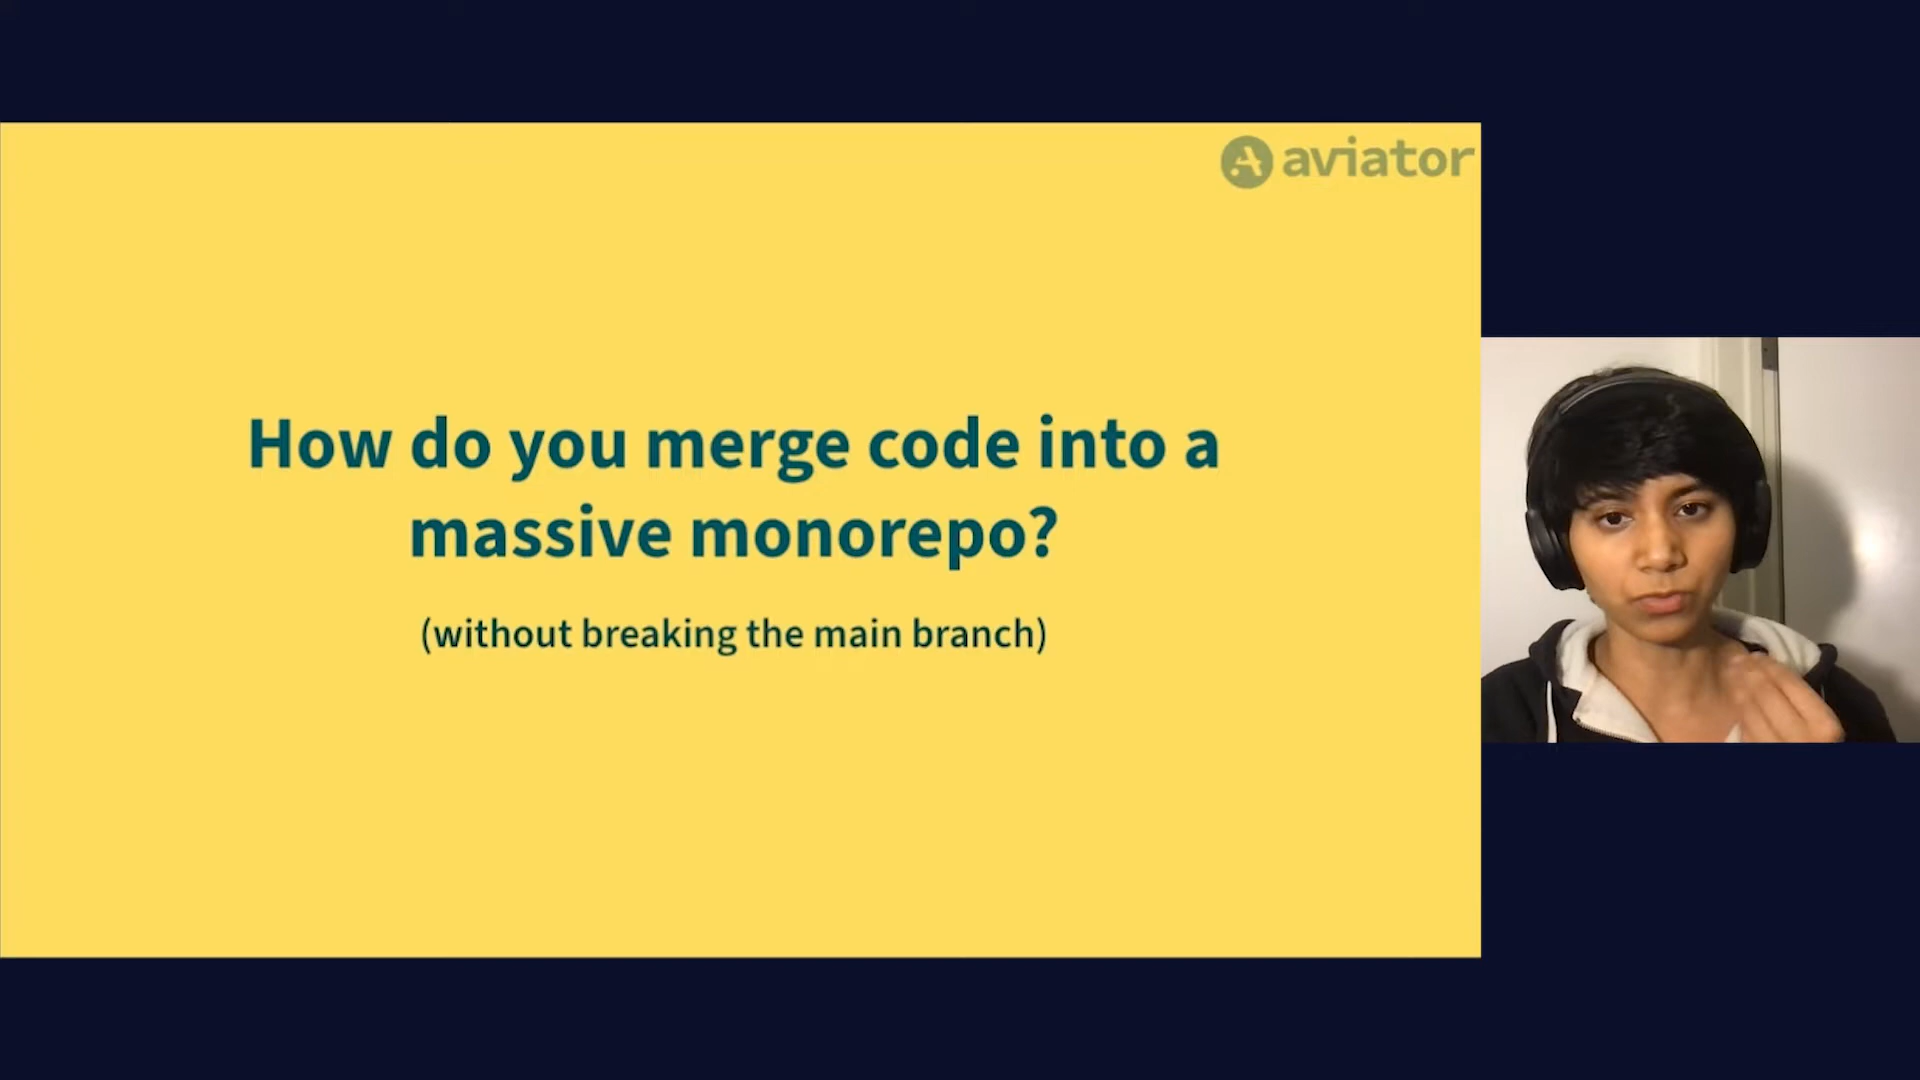 aviator
How do you merge code into a
massive monorepo?
(without breaking the main branch)